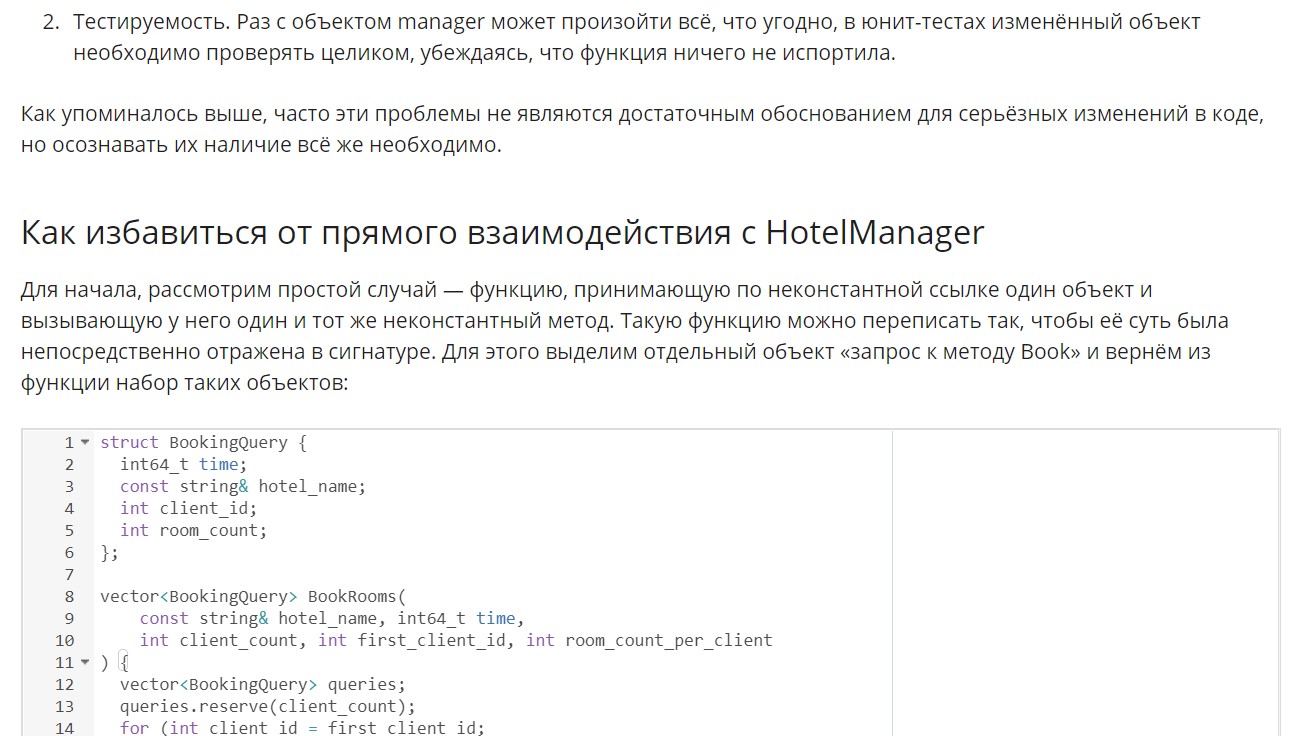 2. Тестируемость. Раз с объектом manager может произойти всё, что угодно, в юнит-тестах изменённый объект
необходимо проверять целиком, убеждаясь, что функция ничего не испортила.
Как упоминалось выше, часто эти проблемы не являются достаточным обоснованием для серьёзных изменений в коде,
но осознавать их наличие всё же необходимо.
Как избавиться от прямого взаимодействия с HotelManager
Для начала, рассмотрим простой случай — функцию, принимающую по неконстантной ссылке один объект и
вызывающую у него один и тот же неконстантный метод. Такую функцию можно переписать так, чтобы её суть была
непосредственно отражена в сигнатуре. Для этого выделим отдельный объект «запрос к методу Book» и вернём из
функции набор таких объектов:
1 struct BookingQuery {
2 int64_t time;
3 const string& hotel_name;
4 int client_id;
5 int room_count;
6 };
7
8 vector<BookingQuery> BookRooms(
9 const string& hotel_name, int64_t time,
10 int client_count, int first_client_id, int room_count_per_client
11 ) {
12 vector<BookingQuery> queries;
13 queries.reserve(client_count);
14 for (int client_id = first_client_id;